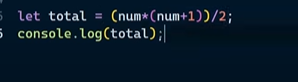 let total = (num*(num+1))/2;
console.log(total);